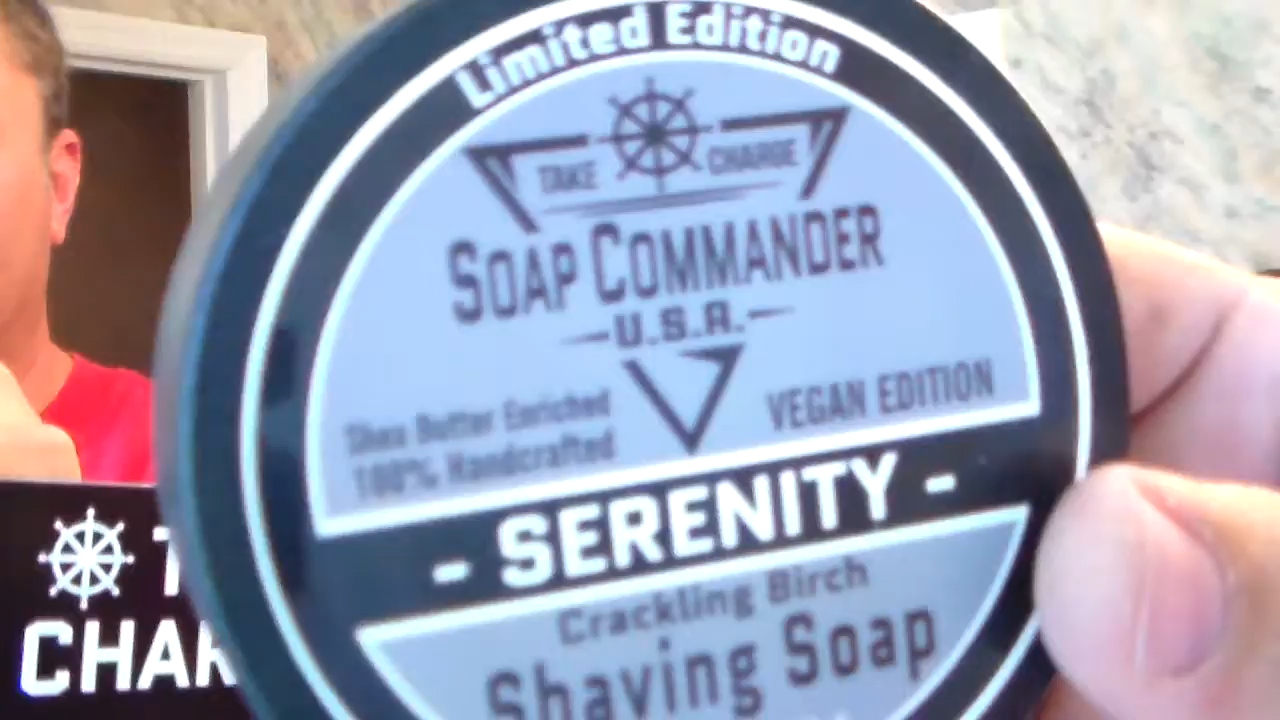 Limited Edition
TAKE CHARGE
SOAP COMMANDER
U.S.A.
Shea Butter Enriched
100% Handcrafted
VEGAN EDITION
- SERENITY -
Crackling Birch
Shaving Soap
CHAR